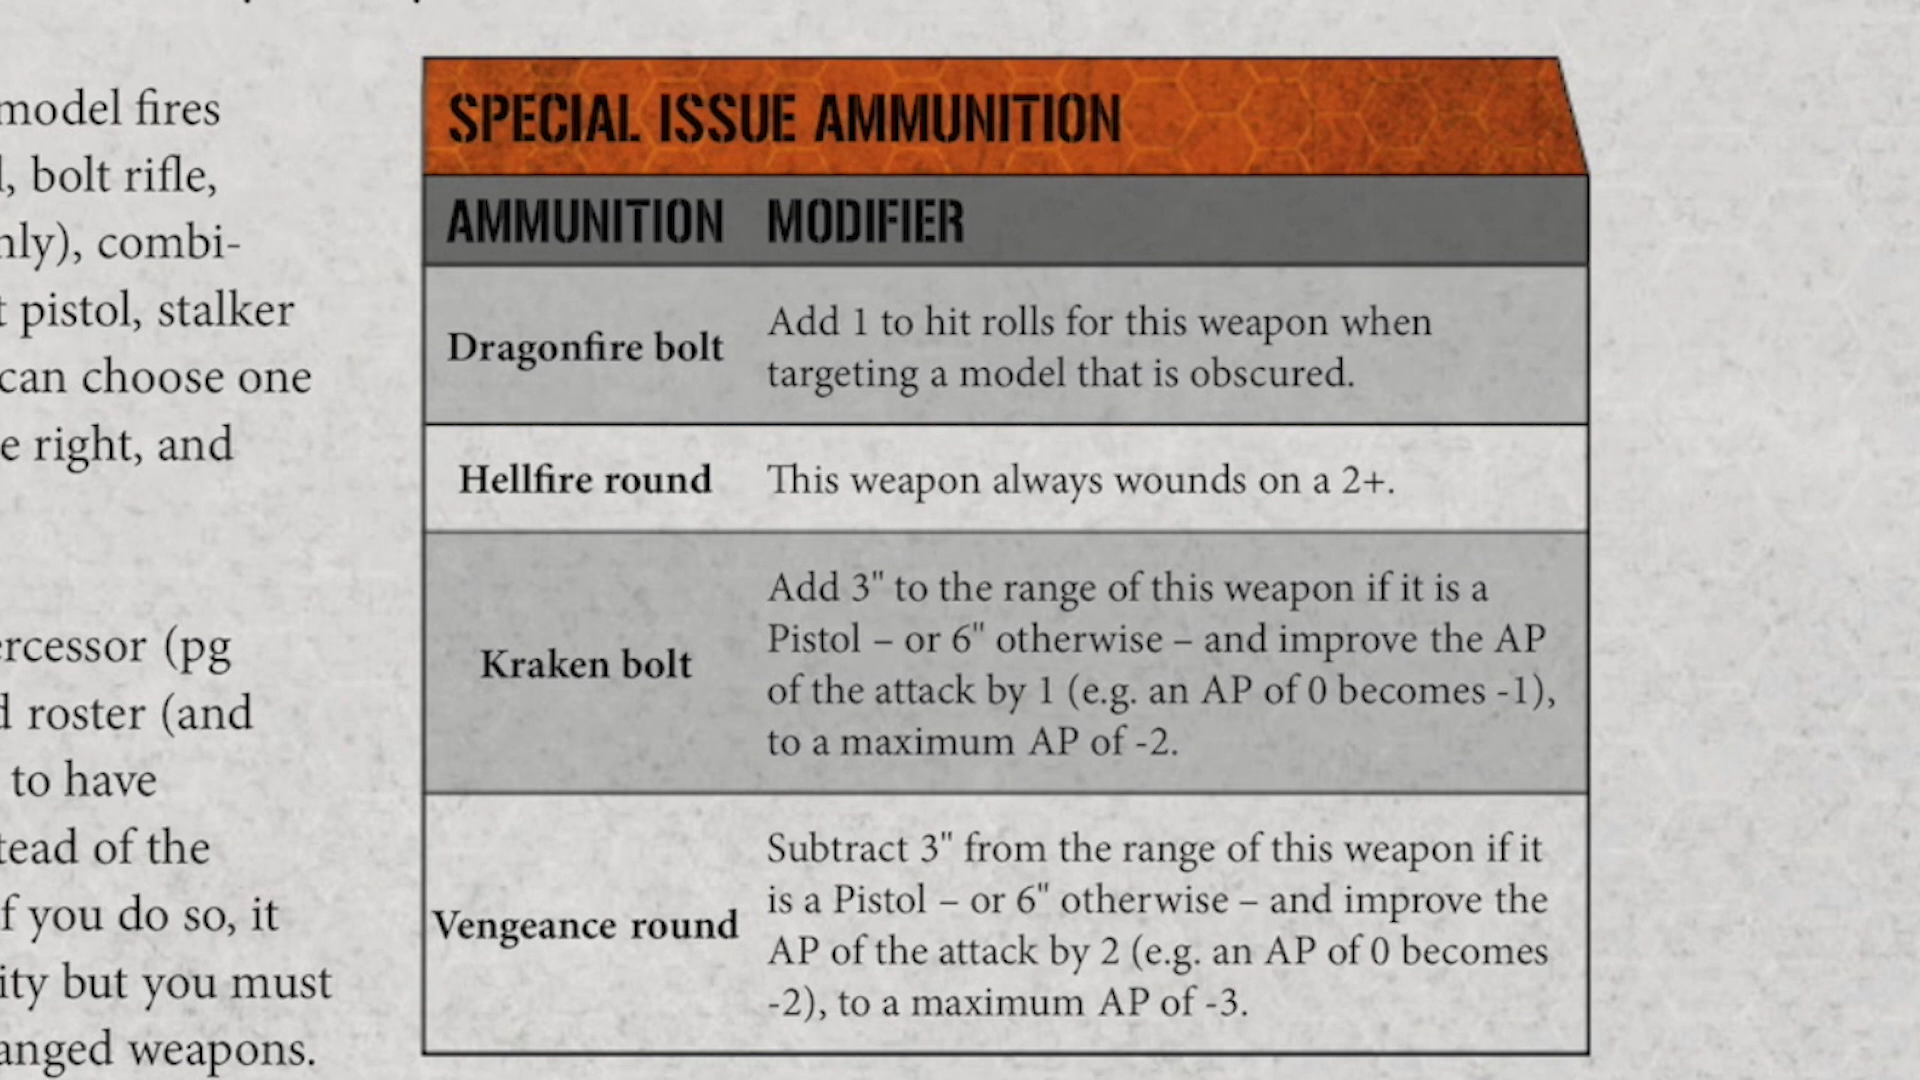 model fires
bolt rifle,
combi-
pistol, stalker
can choose one
right, and
(pg
roster (and
to have
of the
you do so, it
but you must
weapons.
SPECIAL ISSUE AMMUNITION
AMMUNITION MODIFIER
Dragonfire bolt
Add 1 to hit rolls for this weapon when
targeting a model that is obscured.
Hellfire round
This weapon always wounds on a 2+.
Kraken bolt
Add 3" to the range of this weapon if it is a
Pistol – or 6" otherwise – and improve the AP
of the attack by 1 (e.g. an AP of 0 becomes -1),
to a maximum AP of -2.
Vengeance round
Subtract 3" from the range of this weapon if it
is a Pistol – or 6" otherwise – and improve the
AP of the attack by 2 (e.g. an AP of 0 becomes
-2), to a maximum AP of -3.